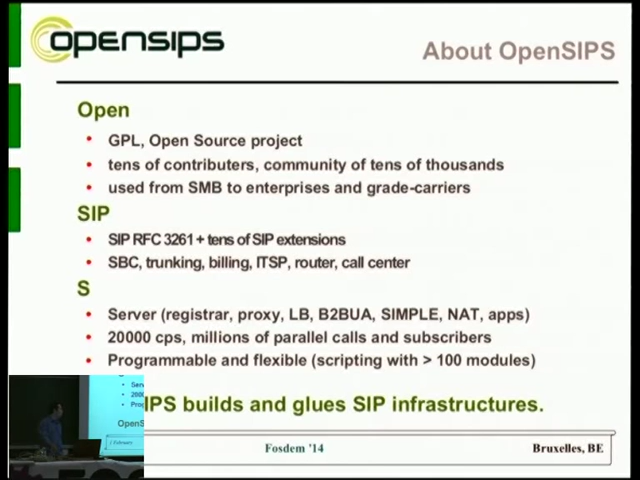 opensips
About OpenSIPS
Open
GPL, Open Source project
tens of contributers, community of tens of thousands
used from SMB to enterprises and grade-carriers
SIP
SIP RFC 3261 + tens of SIP extensions
SBC, trunking, billing, ITSP, router, call center
S
Server (registrar, proxy, LB, B2BUA, SIMPLE, NAT, apps)
20000 cps, millions of parallel calls and subscribers
Programmable and flexible (scripting with > 100 modules)
IPS builds and glues SIP infrastructures.
Fosdem '14
Bruxelles, BE